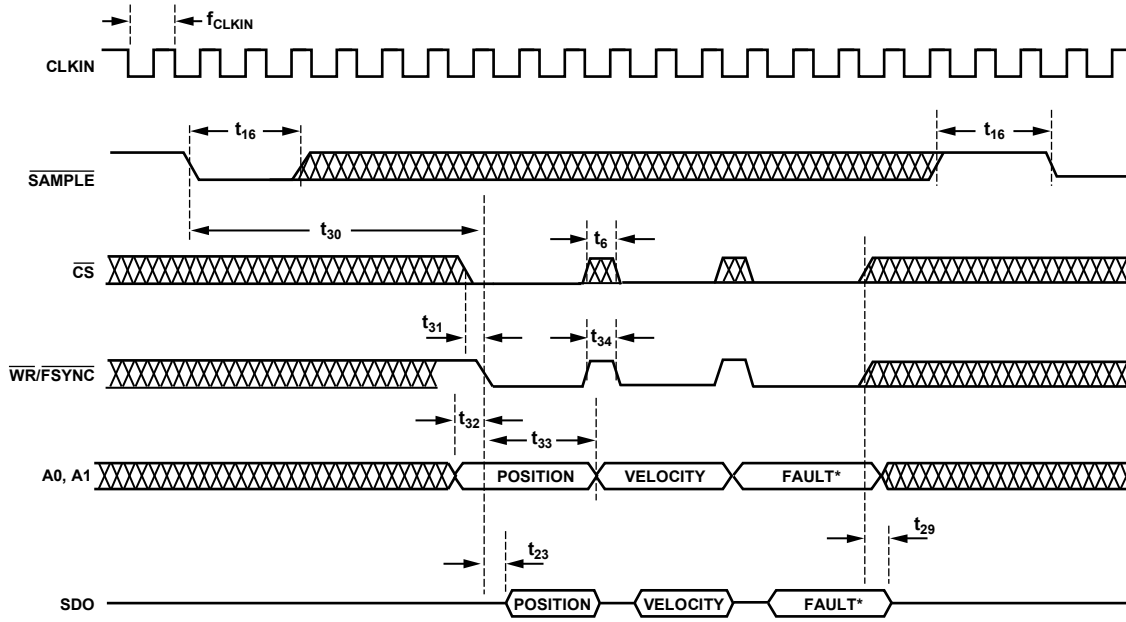 fCLKIN
CLKIN
t16
t16
SAMPLE
t30
t6
CS
t31
t34
WR/FSYNC
t32
t33
A0, A1
POSITION
VELOCITY
FAULT*
t29
t23
SDO
POSITION
VELOCITY
FAULT*